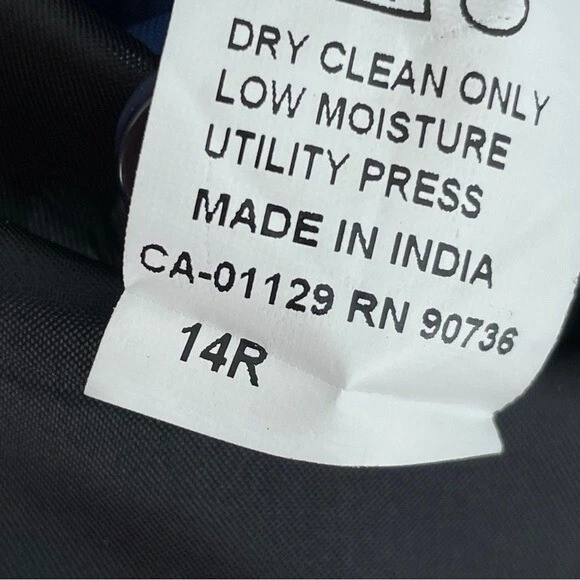 DRY CLEAN ONLY
LOW MOISTURE
UTILITY PRESS
MADE IN INDIA
CA-01129 RN 90736
14R